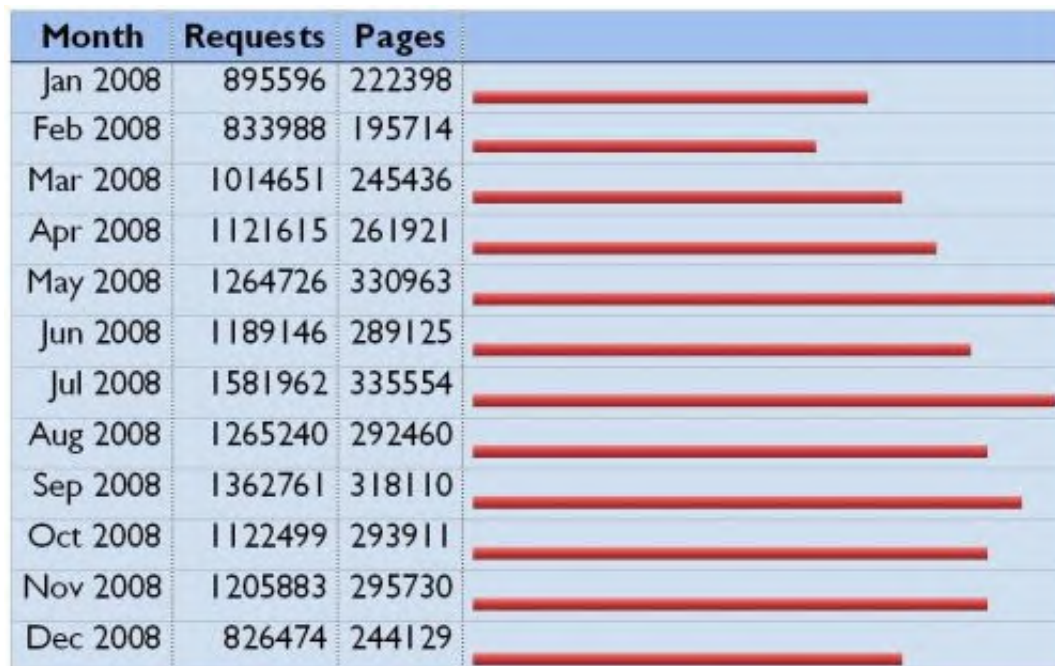 Month Requests Pages
Jan 2008 895596 222398
Feb 2008 833988 195714
Mar 2008 1014651 245436
Apr 2008 1121615 261921
May 2008 1264726 330963
Jun 2008 1189146 289125
Jul 2008 1581962 335554
Aug 2008 1265240 292460
Sep 2008 1362761 318110
Oct 2008 1122499 293911
Nov 2008 1205883 295730
Dec 2008 826474 244129